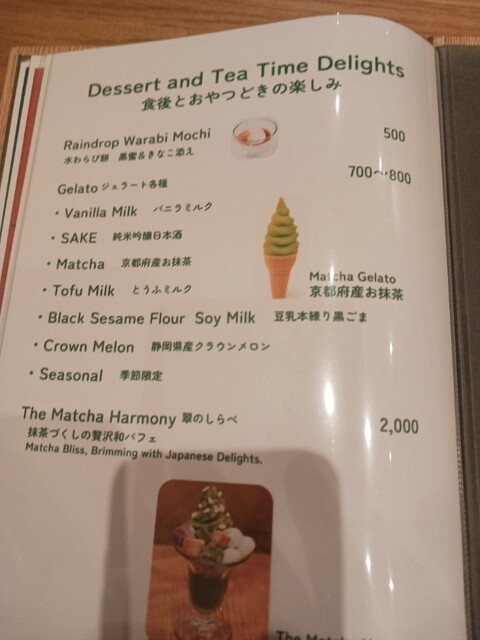 Dessert and Tea Time Delights
食後とおやつどきの楽しみ
Raindrop Warabi Mochi 500
水わらび餅 黒蜜&きなこ添え
Gelato ジェラート各種 700〜800
・Vanilla Milk バニラミルク
・SAKE 純米吟醸日本酒
・Matcha 京都府産お抹茶
・Tofu Milk とうふミルク
Matcha Gelato
京都府産お抹茶
・Black Sesame Flour Soy Milk 豆乳本練り黒ごま
・Crown Melon 静岡県産クラウンメロン
・Seasonal 季節限定
The Matcha Harmony 翠のしらべ 2,000
抹茶づくしの贅沢和パフェ
Matcha Bliss, Brimming with Japanese Delights.
The Matcha